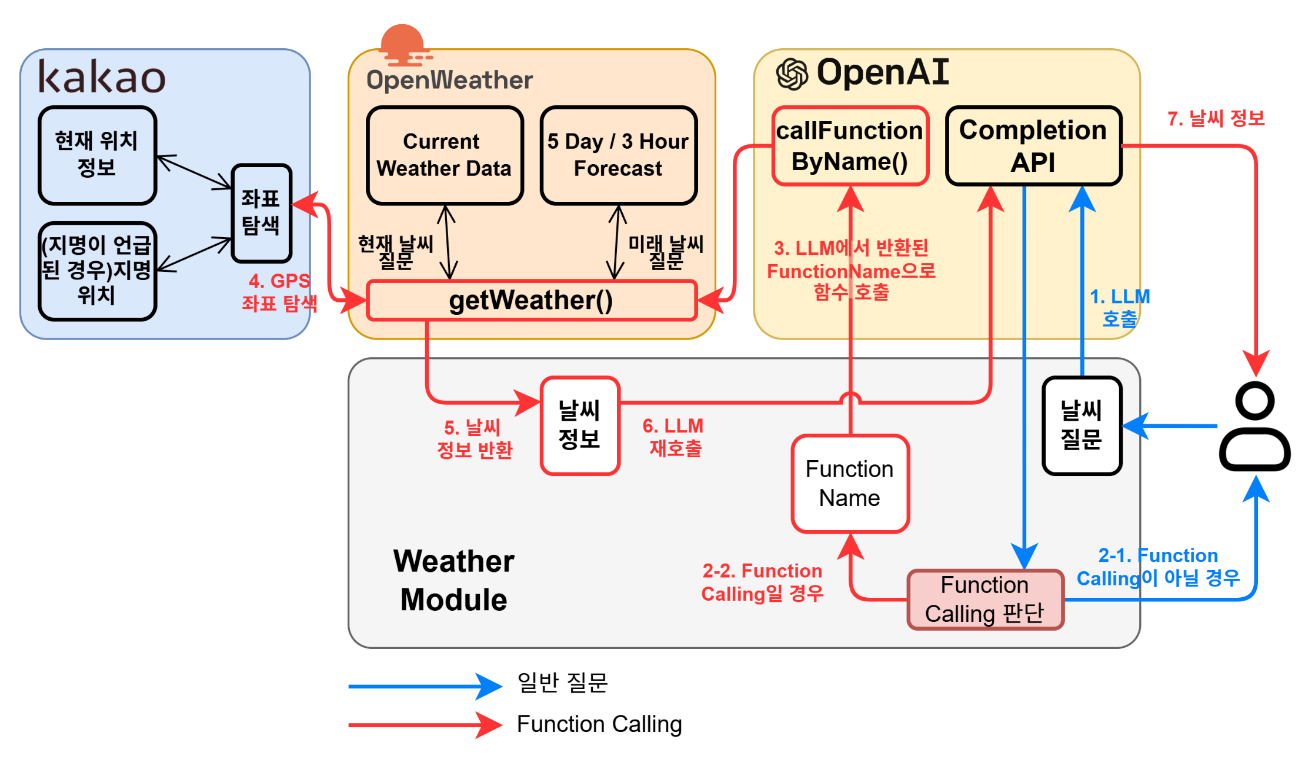 kakao
현재 위치
정보
(지명이 언급
된 경우)지명
위치
좌표
탐색
4. GPS
좌표 탐색
OpenWeather
Current
Weather Data
5 Day / 3 Hour
Forecast
현재 날씨
질문
미래 날씨
질문
getWeather()
OpenAI
callFunction
ByName()
Completion
API
3. LLM에서 반환된
FunctionName으로
함수 호출
1. LLM
호출
7. 날씨 정보
5. 날씨
정보 반환
날씨
정보
6. LLM
재호출
Function
Name
날씨
질문
2-2. Function
Calling일 경우
Function
Calling 판단
2-1. Function
Calling이 아닐 경우
Weather
Module
일반 질문
Function Calling